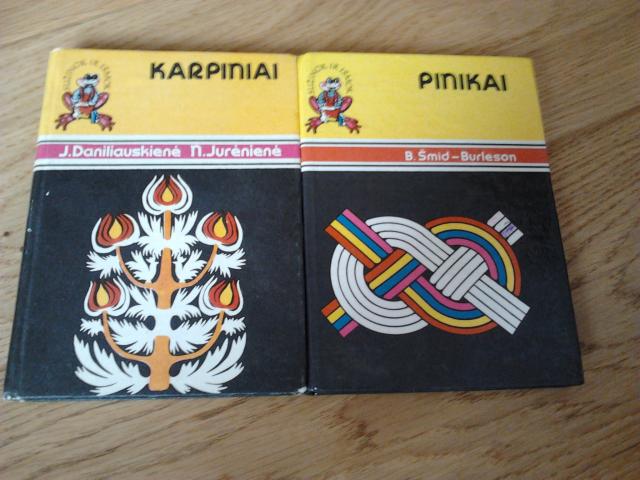 KARPINIAI
J.Daniliauskienė N.Jurėnienė
PINIKAI
B. Šmid–Burleson